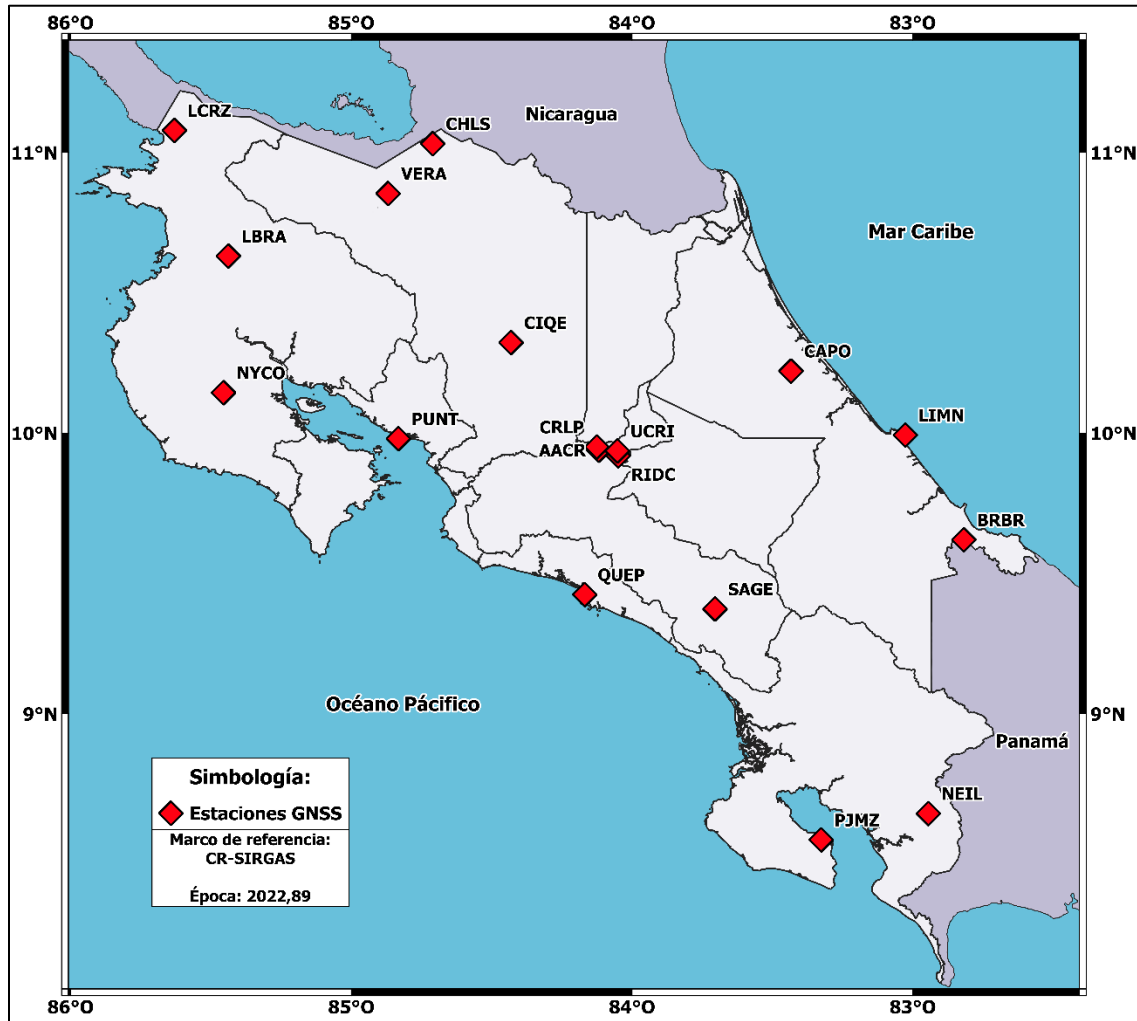 86°O 85°O 84°O 83°O
LCRZ
Nicaragua
CHLS
11°N 11°N
VERA
Mar Caribe
LBRA
CIQE
CAPO
NYCO
PUNT
CRLP UCRI
LIMN
10°N 10°N
AACR
RIDC
BRBR
QUEP
SAGE
Océano Pácifico
9°N 9°N
Panamá
Simbología:
Estaciones GNSS
Marco de referencia:
CR-SIRGAS
Época: 2022,89
NEIL
PJMZ
86°O 85°O 84°O 83°O